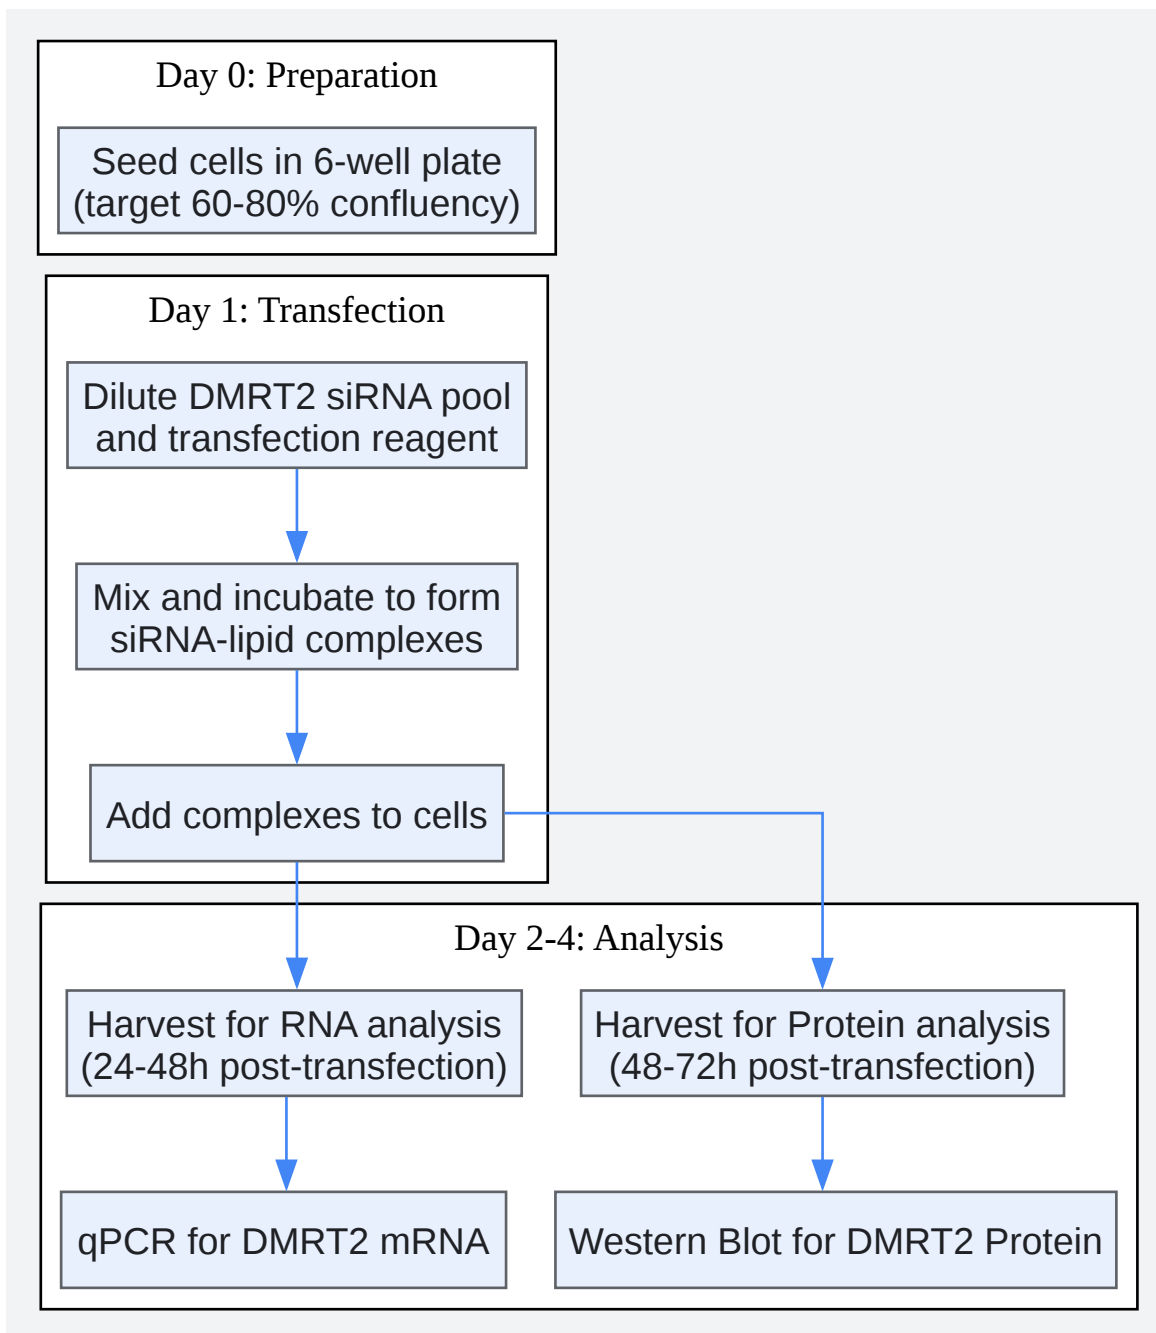 Day 0: Preparation
Seed cells in 6-well plate
(target 60-80% confluency)
Day 1: Transfection
Dilute DMRT2 siRNA pool
and transfection reagent
Mix and incubate to form
siRNA-lipid complexes
Add complexes to cells
Day 2-4: Analysis
Harvest for RNA analysis
(24-48h post-transfection)
Harvest for Protein analysis
(48-72h post-transfection)
qPCR for DMRT2 mRNA
Western Blot for DMRT2 Protein